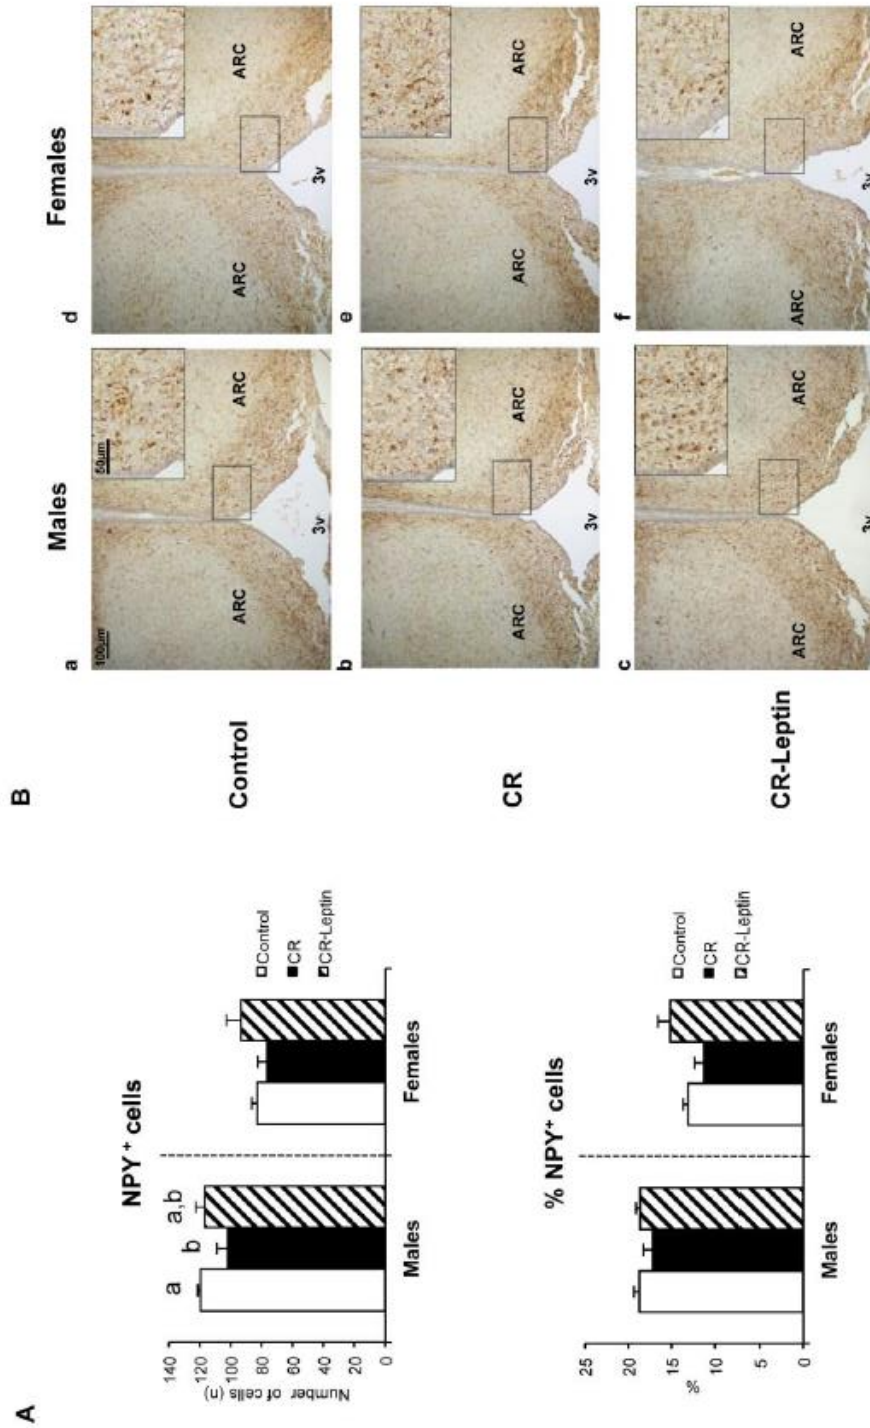 A
NPY + cells
Number of cells (n)
140
120
100
80
60
40
20
0
a
b
a,b
Males
Females
Control
CR
CR-Leptin
% NPY+ cells
%
25
20
15
10
5
0
Males
Females
Control
CR
CR-Leptin
B
Males
Females
Control
a
100μm
50μm
ARC
ARC
3v
d
ARC
ARC
3v
CR
b
ARC
ARC
3v
e
ARC
ARC
3v
CR-Leptin
c
ARC
ARC
3v
f
ARC
ARC
3v